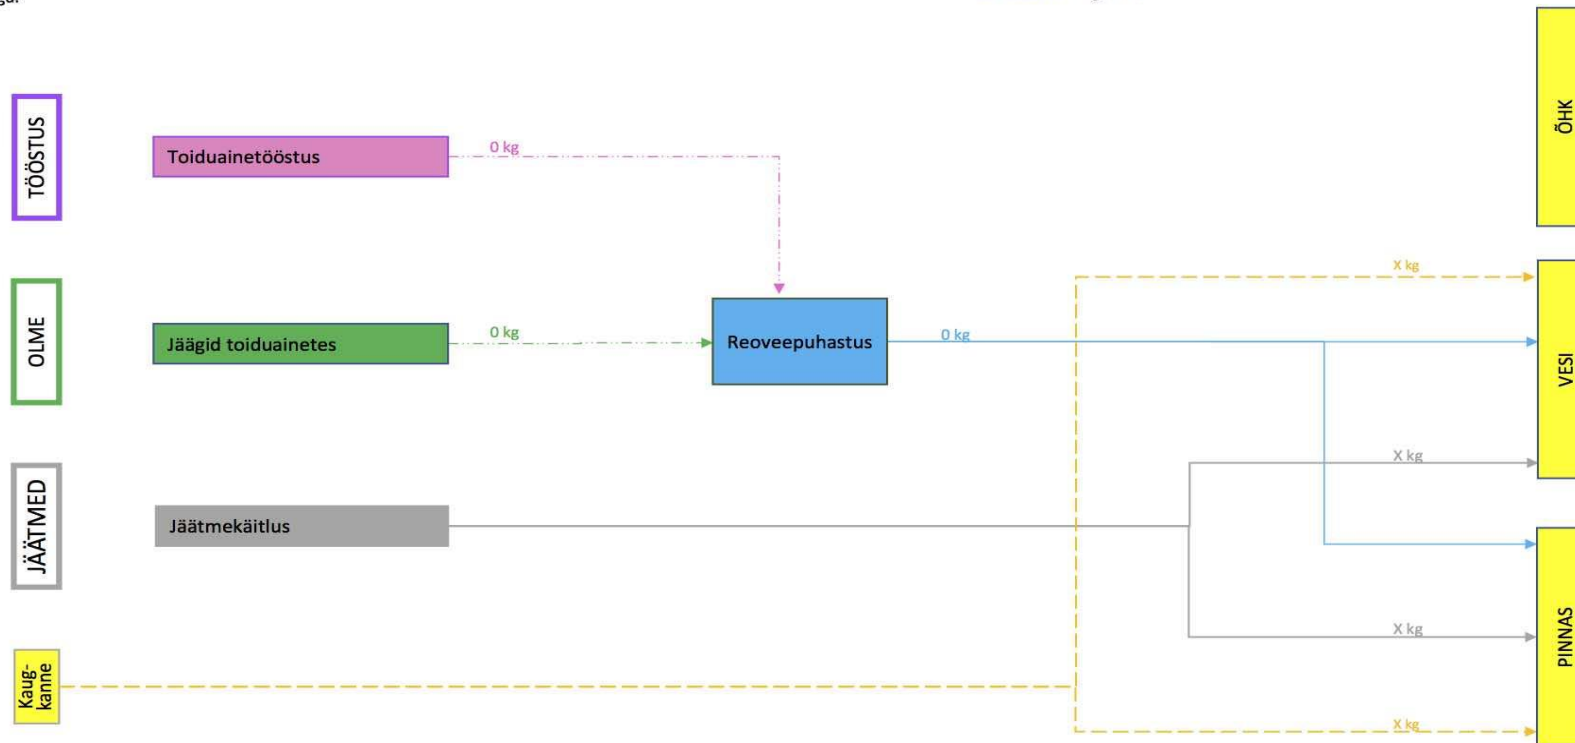 TÖÖSTUS
Toiduainetööstus
0 kg
ÕHK
OLME
Jäägid toiduainetes
0 kg
Reoveepuhastus
0 kg
X kg
VESI
X kg
JÄÄTMED
Jäätmekäitlus
X kg
PINNAS
Kaug-
kanne
X kg